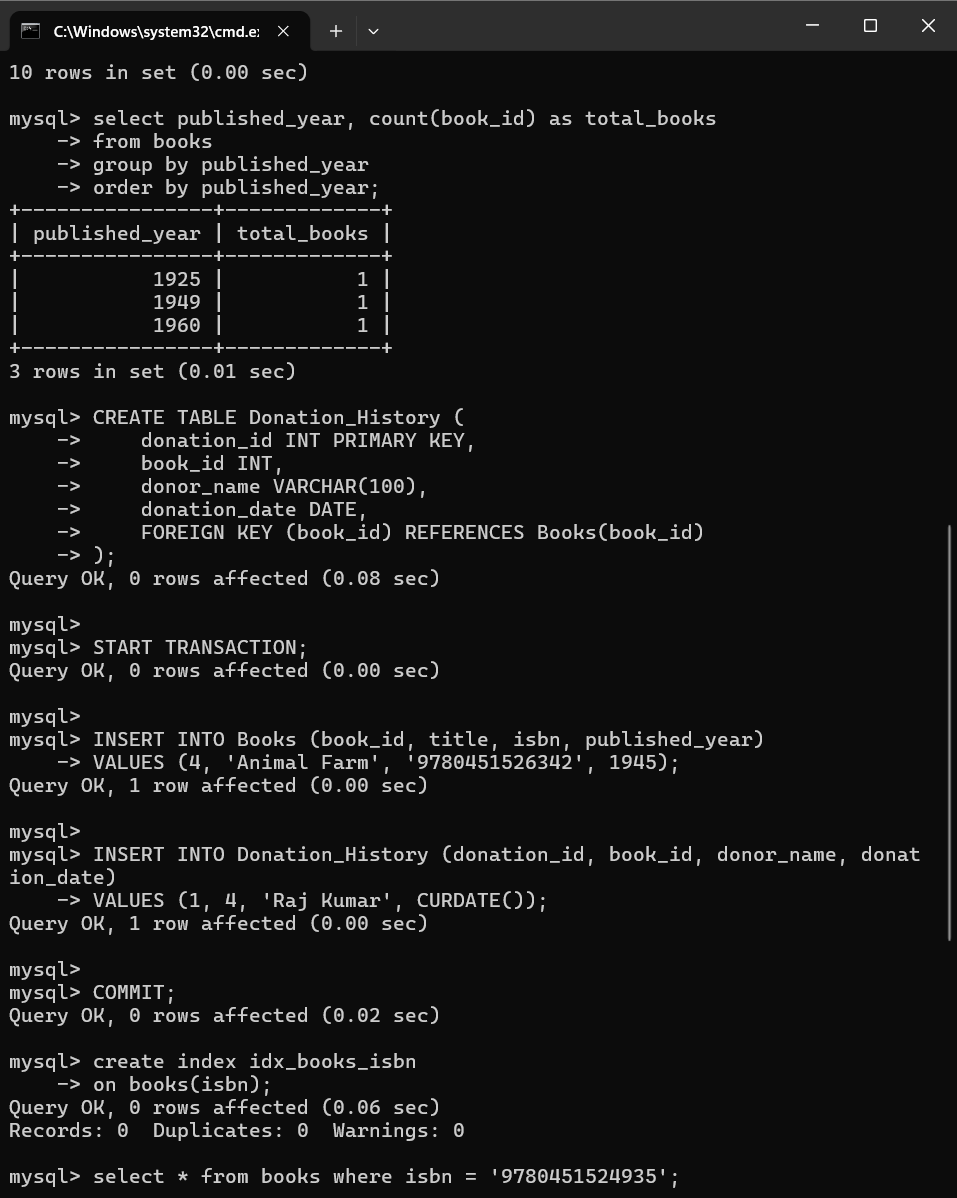 C:\Windows\system32\cmd.e
10 rows in set (0.00 sec)
mysql> select published_year, count(book_id) as total_books
    -> from books
    -> group by published_year
    -> order by published_year;
+----------------+-------------+
| published_year | total_books |
+----------------+-------------+
|           1925 |           1 |
|           1949 |           1 |
|           1960 |           1 |
+----------------+-------------+
3 rows in set (0.01 sec)
mysql> CREATE TABLE Donation_History (
    ->     donation_id INT PRIMARY KEY,
    ->     book_id INT,
    ->     donor_name VARCHAR(100),
    ->     donation_date DATE,
    ->     FOREIGN KEY (book_id) REFERENCES Books(book_id)
    -> );
Query OK, 0 rows affected (0.08 sec)
mysql>
mysql> START TRANSACTION;
Query OK, 0 rows affected (0.00 sec)
mysql>
mysql> INSERT INTO Books (book_id, title, isbn, published_year)
    -> VALUES (4, 'Animal Farm', '9780451526342', 1945);
Query OK, 1 row affected (0.00 sec)
mysql>
mysql> INSERT INTO Donation_History (donation_id, book_id, donor_name, donat
ion_date)
    -> VALUES (1, 4, 'Raj Kumar', CURDATE());
Query OK, 1 row affected (0.00 sec)
mysql>
mysql> COMMIT;
Query OK, 0 rows affected (0.02 sec)
mysql> create index idx_books_isbn
    -> on books(isbn);
Query OK, 0 rows affected (0.06 sec)
Records: 0  Duplicates: 0  Warnings: 0
mysql> select * from books where isbn = '9780451524935';